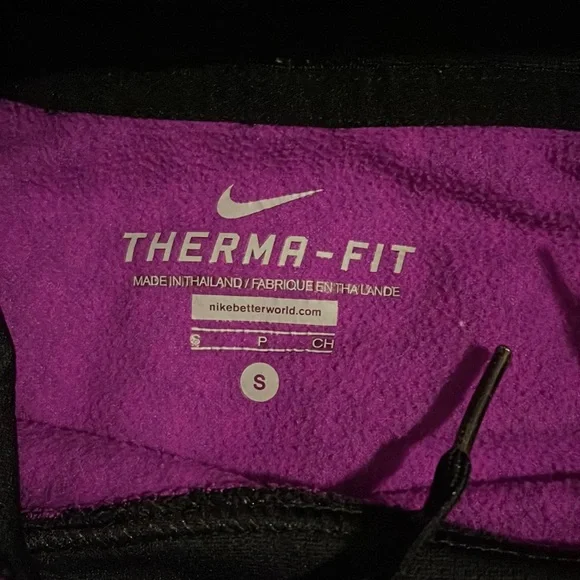 THERMA-FIT
MADE IN THAILAND / FABRIQUE EN THAILANDE
nikebetterworld.com
S P CH
S